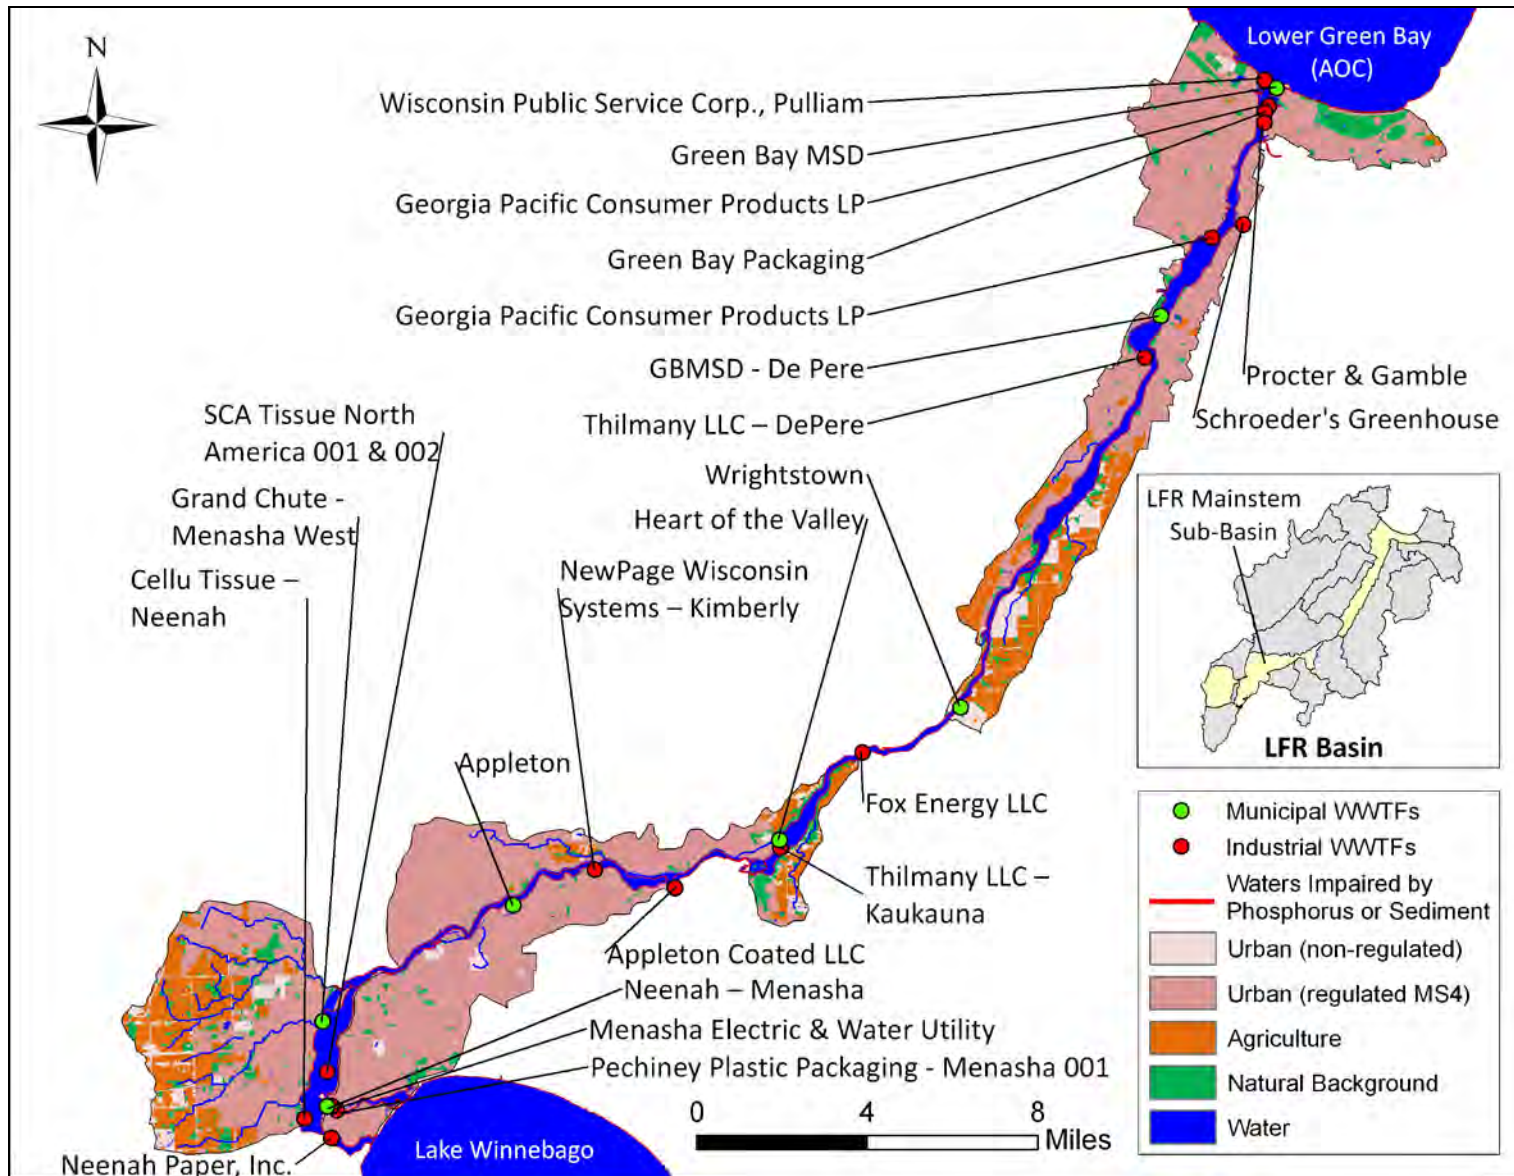 N
Lower Green Bay
(AOC)
Wisconsin Public Service Corp., Pulliam
Green Bay MSD
Georgia Pacific Consumer Products LP
Green Bay Packaging
Georgia Pacific Consumer Products LP
GBMSD - De Pere
Thilmany LLC – DePere
Procter & Gamble
Schroeder's Greenhouse
SCA Tissue North
America 001 & 002
Grand Chute -
Menasha West
Cellu Tissue –
Neenah
Wrightstown
Heart of the Valley
NewPage Wisconsin
Systems – Kimberly
LFR Mainstem
Sub-Basin
LFR Basin
Appleton
Fox Energy LLC
Thilmany LLC –
Kaukauna
Appleton Coated LLC
Neenah – Menasha
Menasha Electric & Water Utility
Pechiney Plastic Packaging - Menasha 001
Neenah Paper, Inc.
Lake Winnebago
0 4 8
Miles
Municipal WWTFs
Industrial WWTFs
Waters Impaired by
Phosphorus or Sediment
Urban (non-regulated)
Urban (regulated MS4)
Agriculture
Natural Background
Water